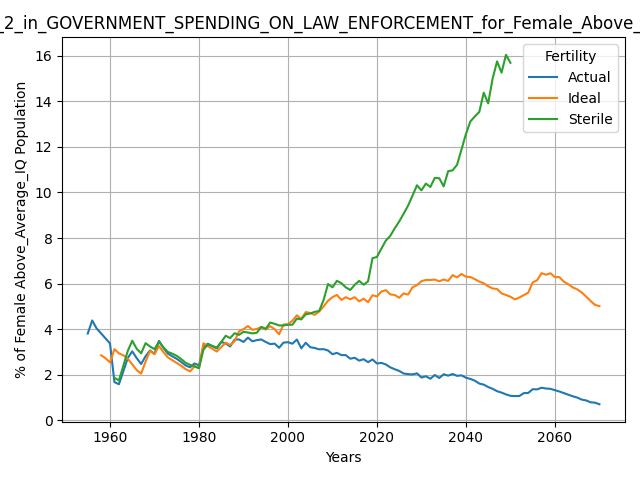 _2_in_GOVERNMENT_SPENDING_ON_LAW_ENFORCEMENT_for_Female_Above_
% of Female Above_Average_IQ Population
16
14
12
10
8
6
4
2
0
Fertility
Actual
Ideal
Sterile
1960
1980
2000
2020
2040
2060
Years